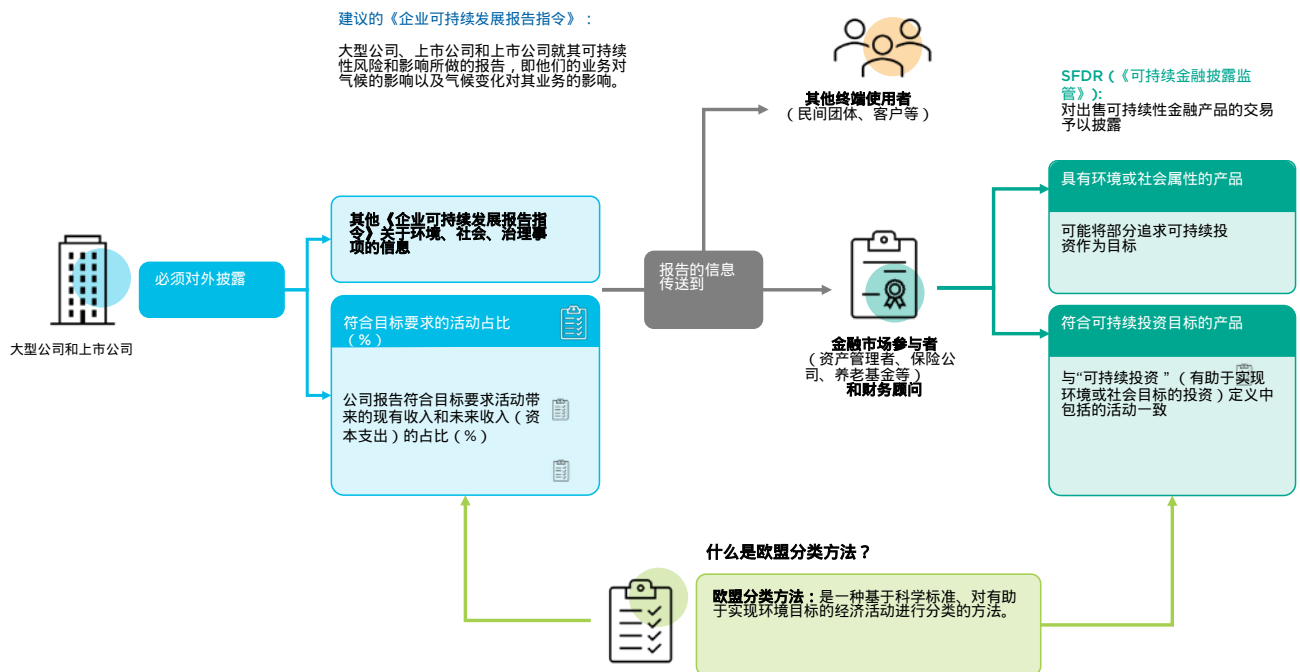 建议的《企业可持续发展报告指令》：
大型公司、上市公司和上市公司就其可持续
性风险和影响所做的报告，即他们的业务对
气候的影响以及气候变化对其业务的影响。
其他终端使用者
（民间团体、客户等）
SFDR (《可持续金融披露监
管》):
对出售可持续性金融产品的交易
予以披露
大型公司和上市公司
必须对外披露
其他《企业可持续发展报告指
令》关于环境、社会、治理事
项的信息
符合目标要求的活动占比
（%）
公司报告符合目标要求活动带
来的现有收入和未来收入（资
本支出）的占比（%）
报告的信息
传送到
金融市场参与者
（资产管理者、保险公
司、养老基金等）
和财务顾问
具有环境或社会属性的产品
可能将部分追求可持续投
资作为目标
符合可持续投资目标的产品
与“可持续投资”（有助于实现
环境或社会目标的投资）定义中
包括的活动一致
什么是欧盟分类方法？
欧盟分类方法：是一种基于科学标准、对有助
于实现环境目标的经济活动进行分类的方法。